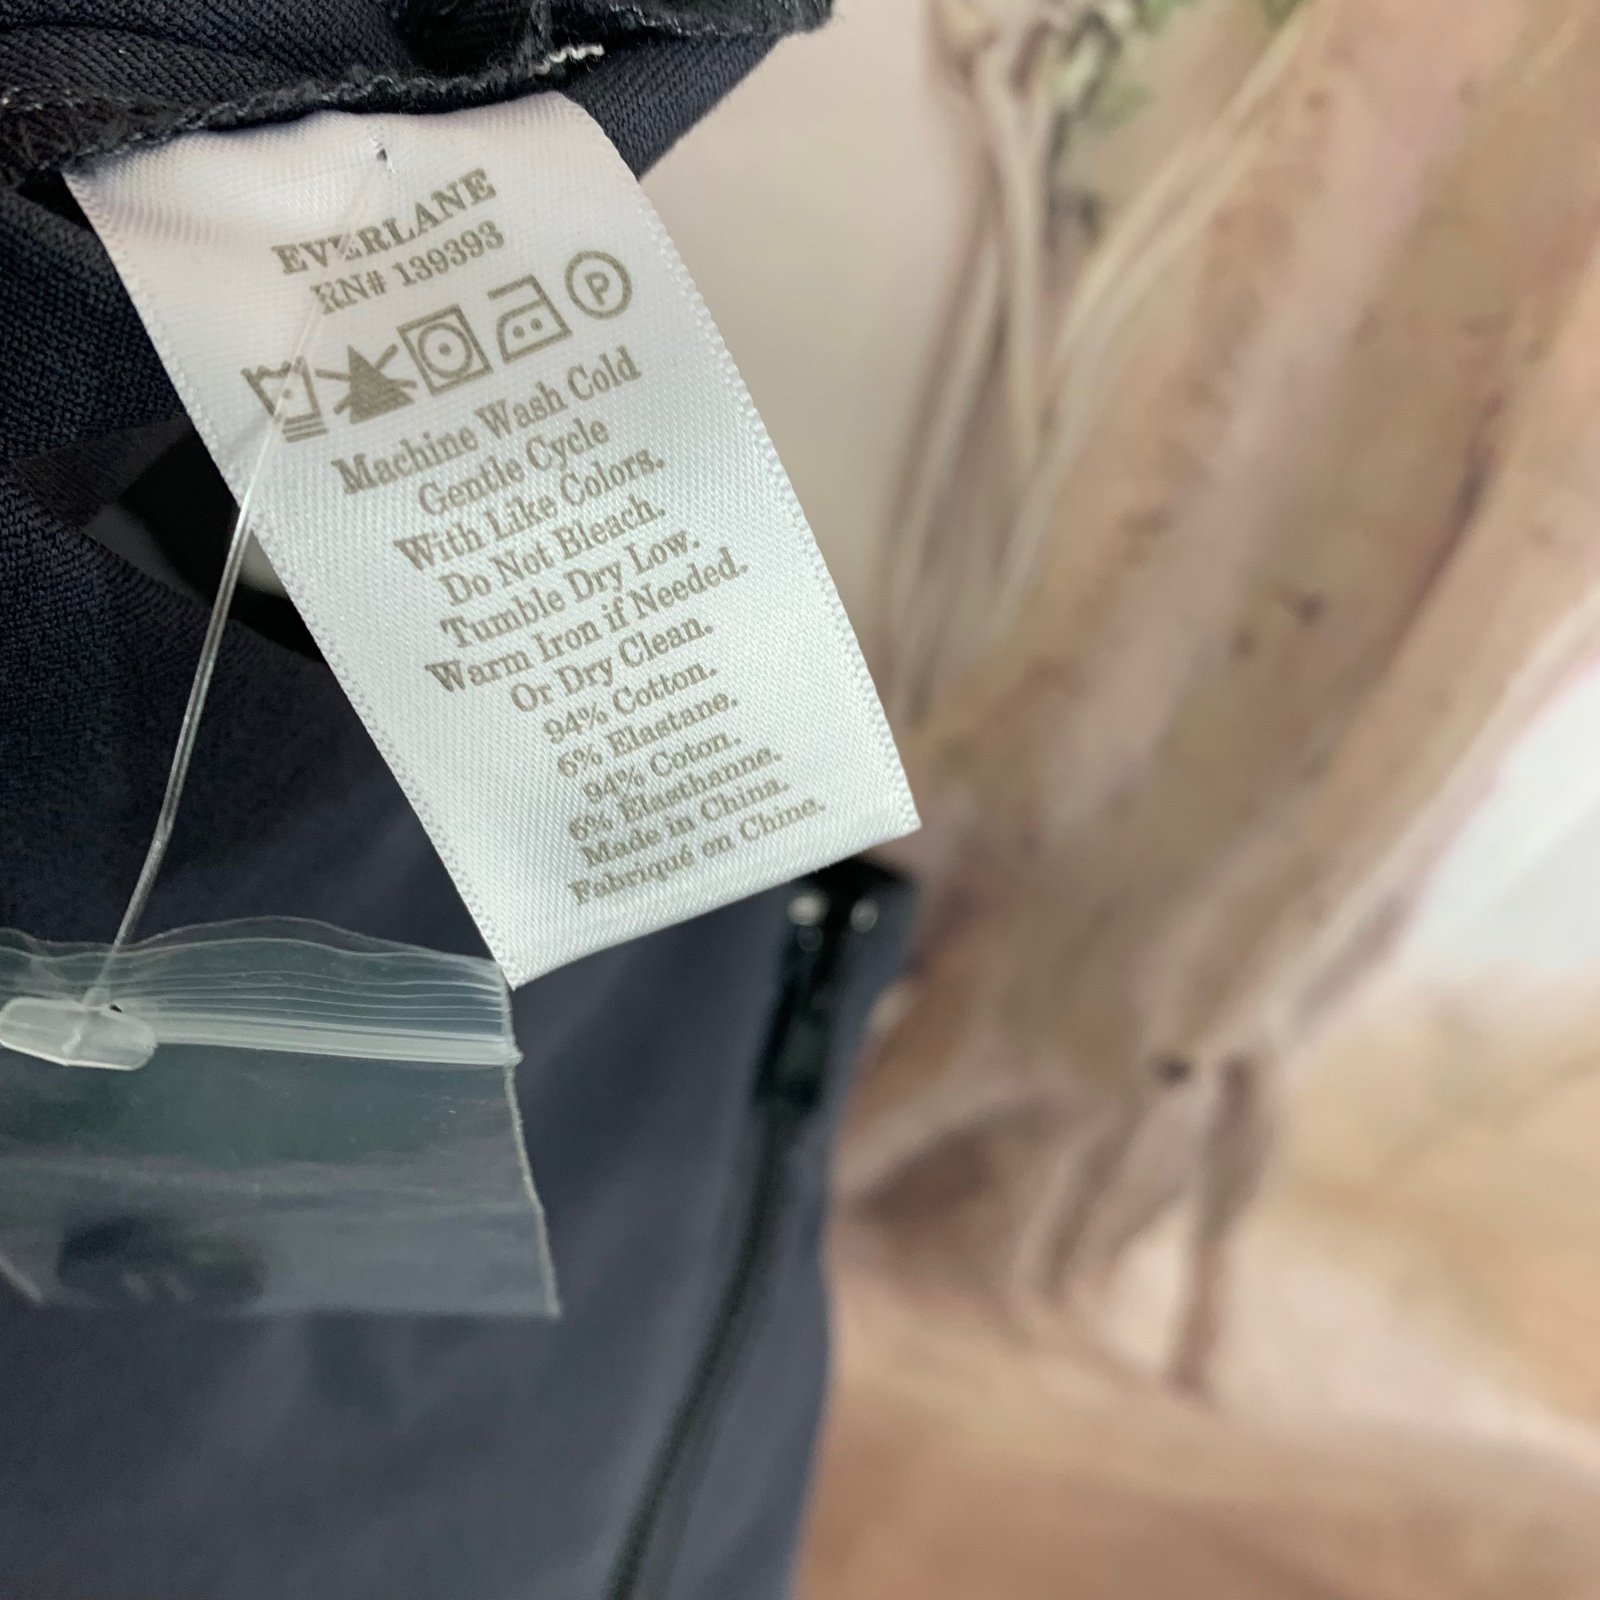 EVERLANE
RN# 139393
P
Machine Wash Cold
Gentle Cycle
With Like Colors.
Do Not Bleach.
Tumble Dry Low.
Warm Iron if Needed.
Or Dry Clean.
94% Cotton.
6% Elastane.
94% Coton.
6% Elasthanne.
Made in China.
Fabriqué en Chine.